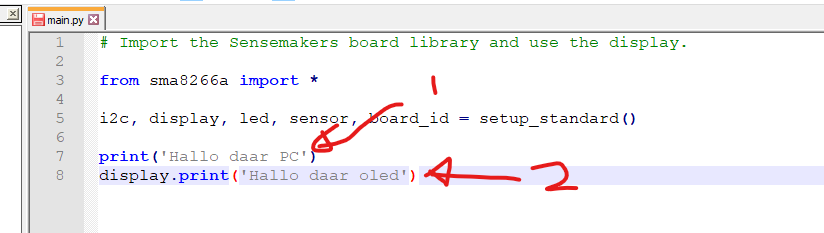 main.py
1 # Import the Sensemakers board library and use the display.
2
3 from sma8266a import *
4
5 i2c, display, led, sensor, board_id = setup_standard()
6
7 print('Hallo daar PC')
8 display.print('Hallo daar oled')
1
2